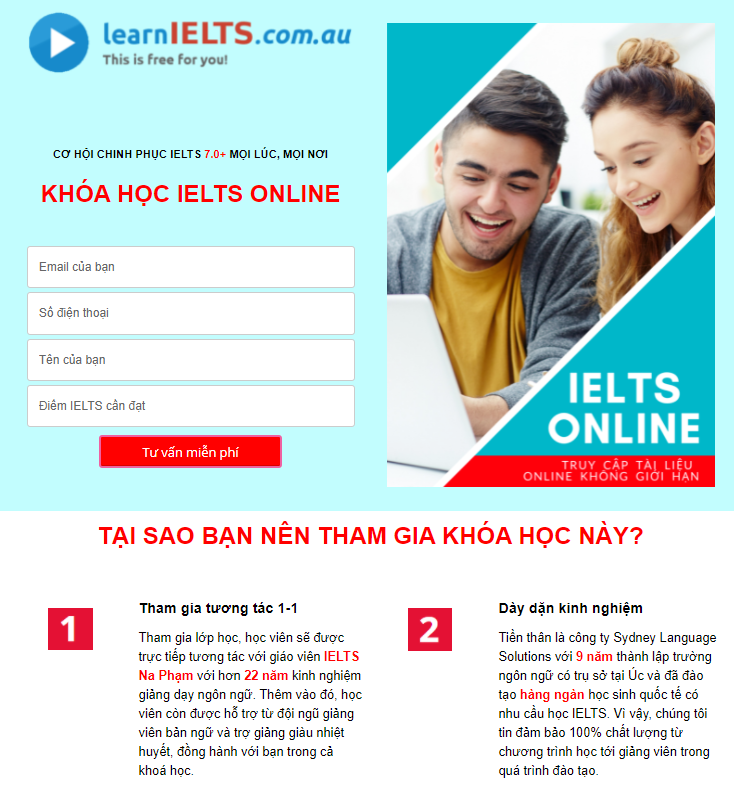 learnIELTS.com.au
This is free for you!
CƠ HỘI CHINH PHỤC IELTS 7.0+ MỌI LÚC, MỌI NƠI
KHÓA HỌC IELTS ONLINE
Email của bạn
Số điện thoại
Tên của bạn
Điểm IELTS cần đạt
Tư vấn miễn phí
IELTS
ONLINE
TRUY CẬP TÀI LIỆU
ONLINE KHÔNG GIỚI HẠN
TẠI SAO BẠN NÊN THAM GIA KHÓA HỌC NÀY?
1
Tham gia tương tác 1-1
Tham gia lớp học, học viên sẽ được
trực tiếp tương tác với giáo viên IELTS
Na Phạm với hơn 22 năm kinh nghiệm
giảng dạy ngôn ngữ. Thêm vào đó, học
viên còn được hỗ trợ từ đội ngũ giảng
viên bản ngữ và trợ giảng giàu nhiệt
huyết, đồng hành với bạn trong cả
khoá học.
2
Dày dặn kinh nghiệm
Tiền thân là công ty Sydney Language
Solutions với 9 năm thành lập trường
ngôn ngữ có trụ sở tại Úc và đã đào
tạo hàng ngàn học sinh quốc tế có
nhu cầu học IELTS. Vì vậy, chúng tôi
tin đảm bảo 100% chất lượng từ
chương trình học tới giảng viên trong
quá trình đào tạo.